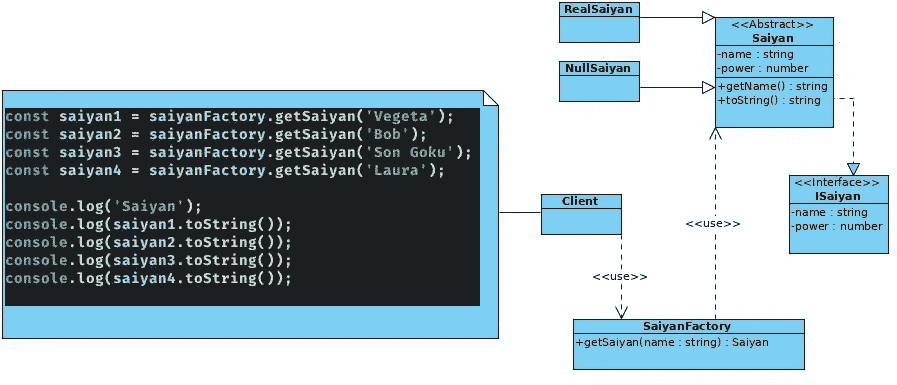 const saiyan1 = saiyanFactory.getSaiyan('Vegeta');
const saiyan2 = saiyanFactory.getSaiyan('Bob');
const saiyan3 = saiyanFactory.getSaiyan('Son Goku');
const saiyan4 = saiyanFactory.getSaiyan('Laura');
console.log('Saiyan');
console.log(saiyan1.toString());
console.log(saiyan2.toString());
console.log(saiyan3.toString());
console.log(saiyan4.toString());
RealSaiyan
NullSaiyan
<<Abstract>>
Saiyan
-name : string
-power : number
+getName() : string
+toString() : string
<<Interface>>
ISaiyan
-name : string
-power : number
Client
<<use>>
<<use>>
SaiyanFactory
+getSaiyan(name : string) : Saiyan